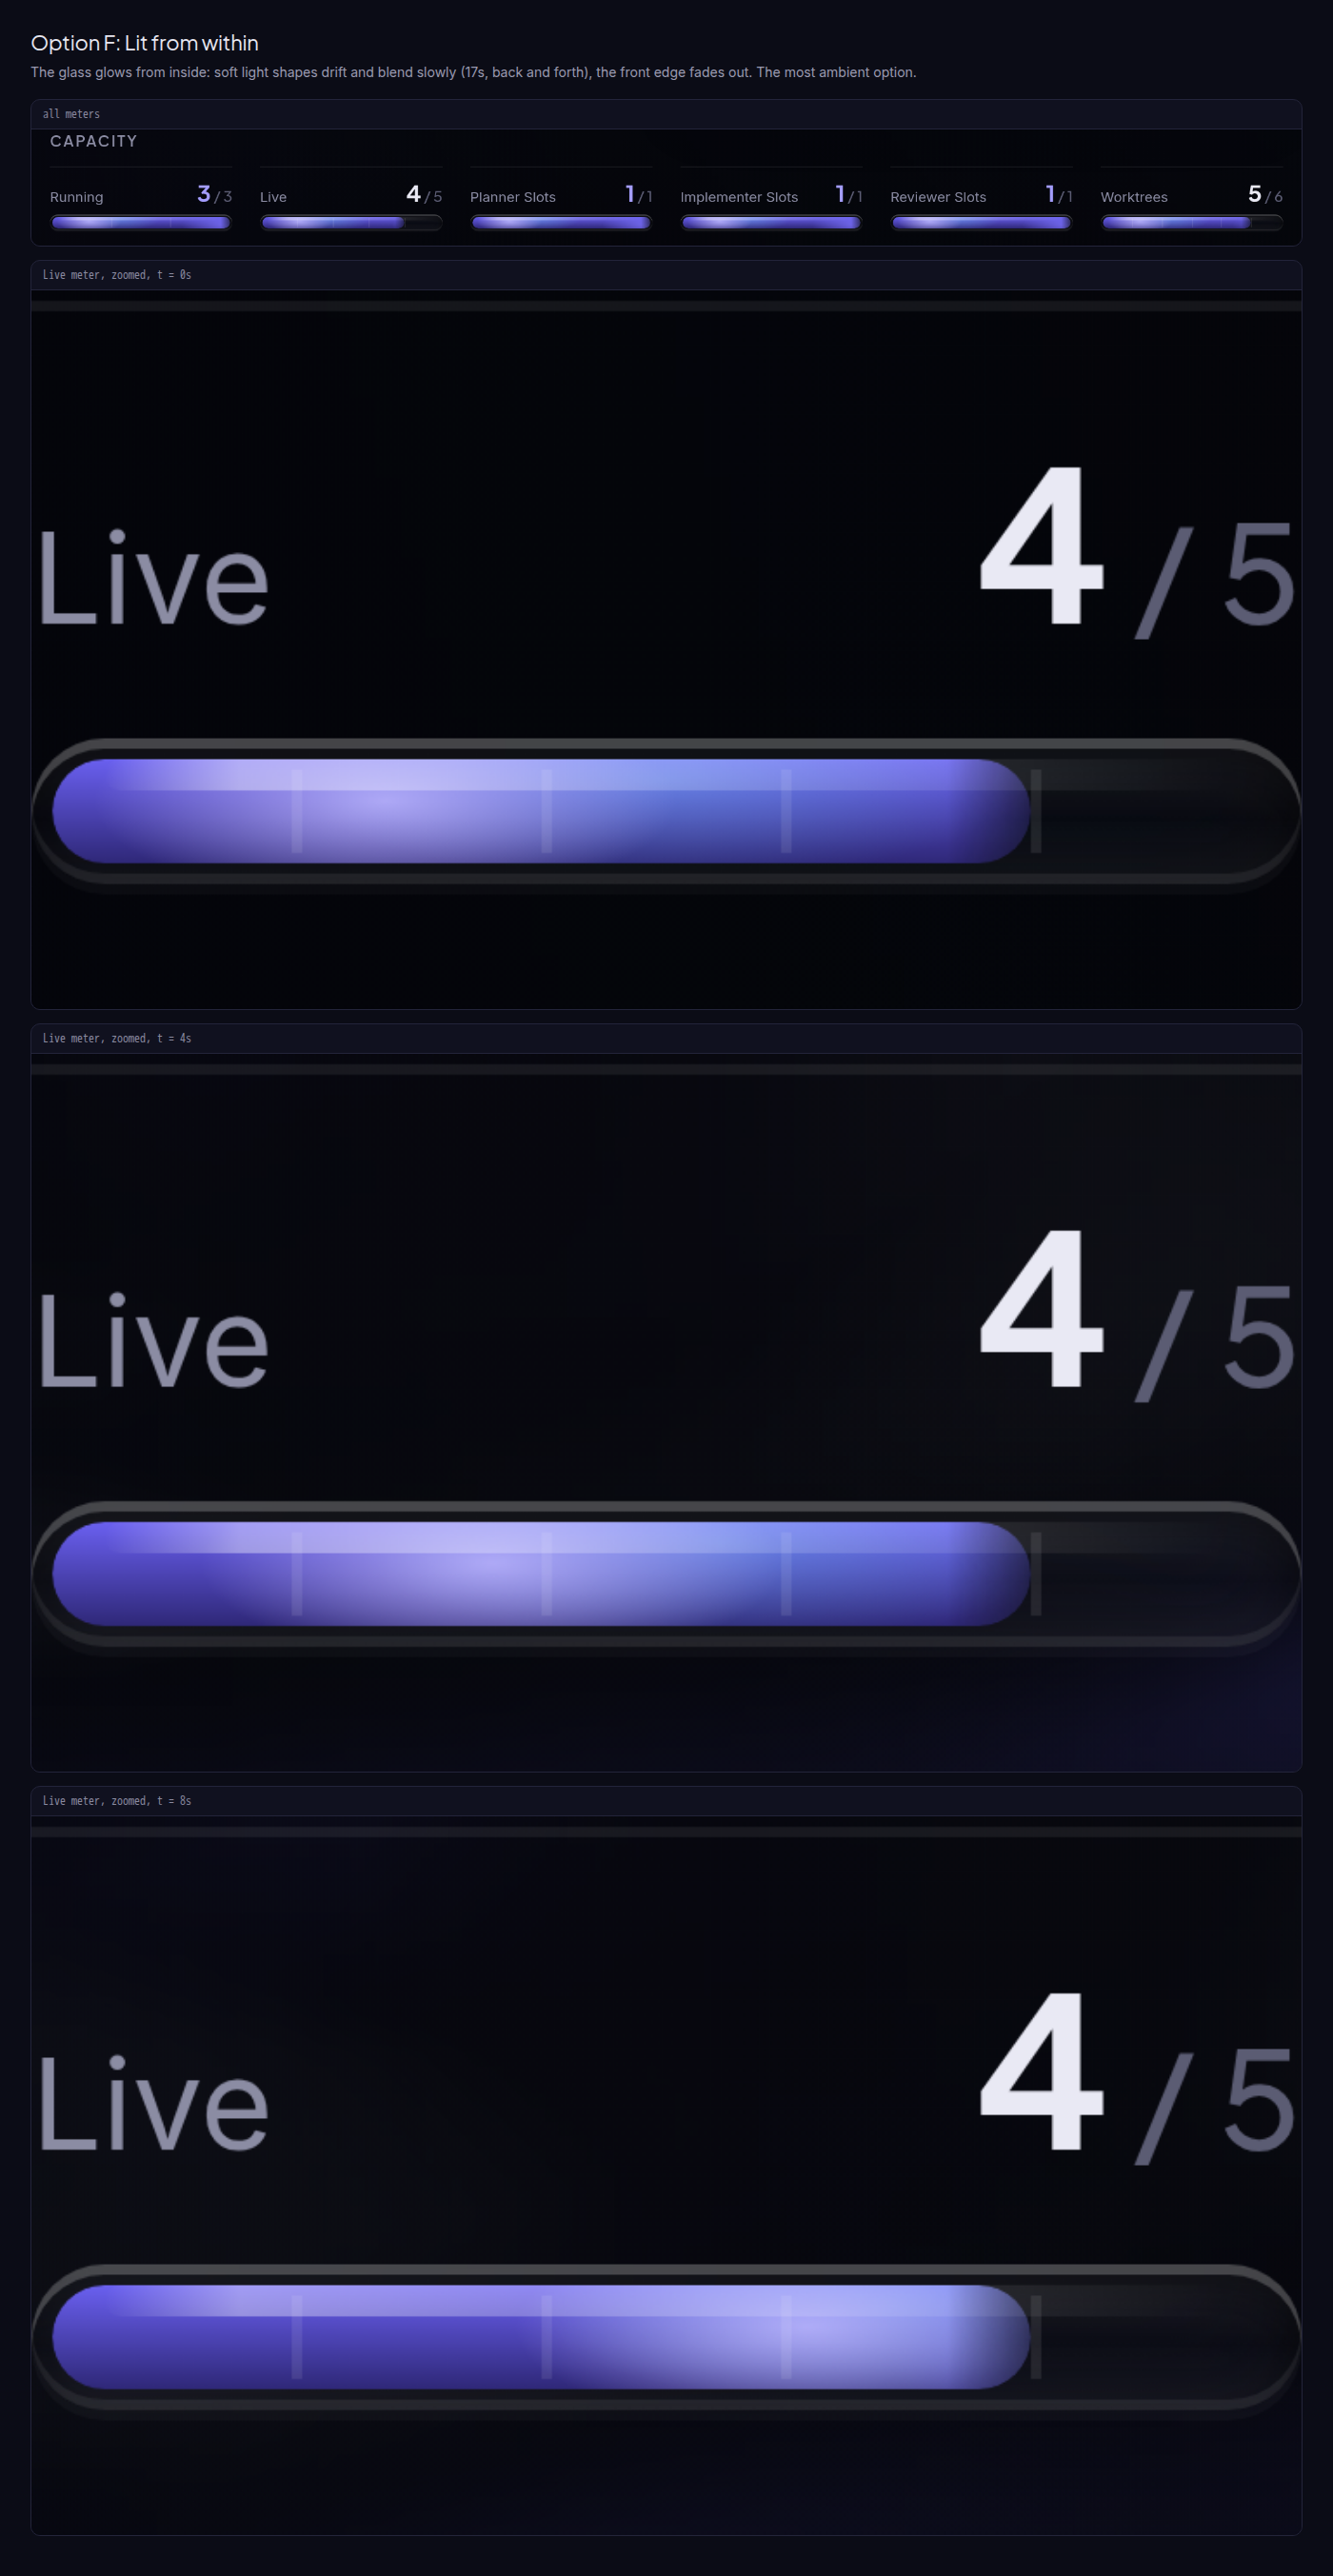 Option F: Lit from within
The glass glows from inside: soft light shapes drift and blend slowly (17s, back and forth), the front edge fades out. The most ambient option.
all meters
CAPACITY
Running 3 / 3 Live 4 / 5 Planner Slots 1 / 1 Implementer Slots 1 / 1 Reviewer Slots 1 / 1 Worktrees 5 / 6
Live meter, zoomed, t = 0s
Live 4 / 5
Live meter, zoomed, t = 4s
Live 4 / 5
Live meter, zoomed, t = 8s
Live 4 / 5